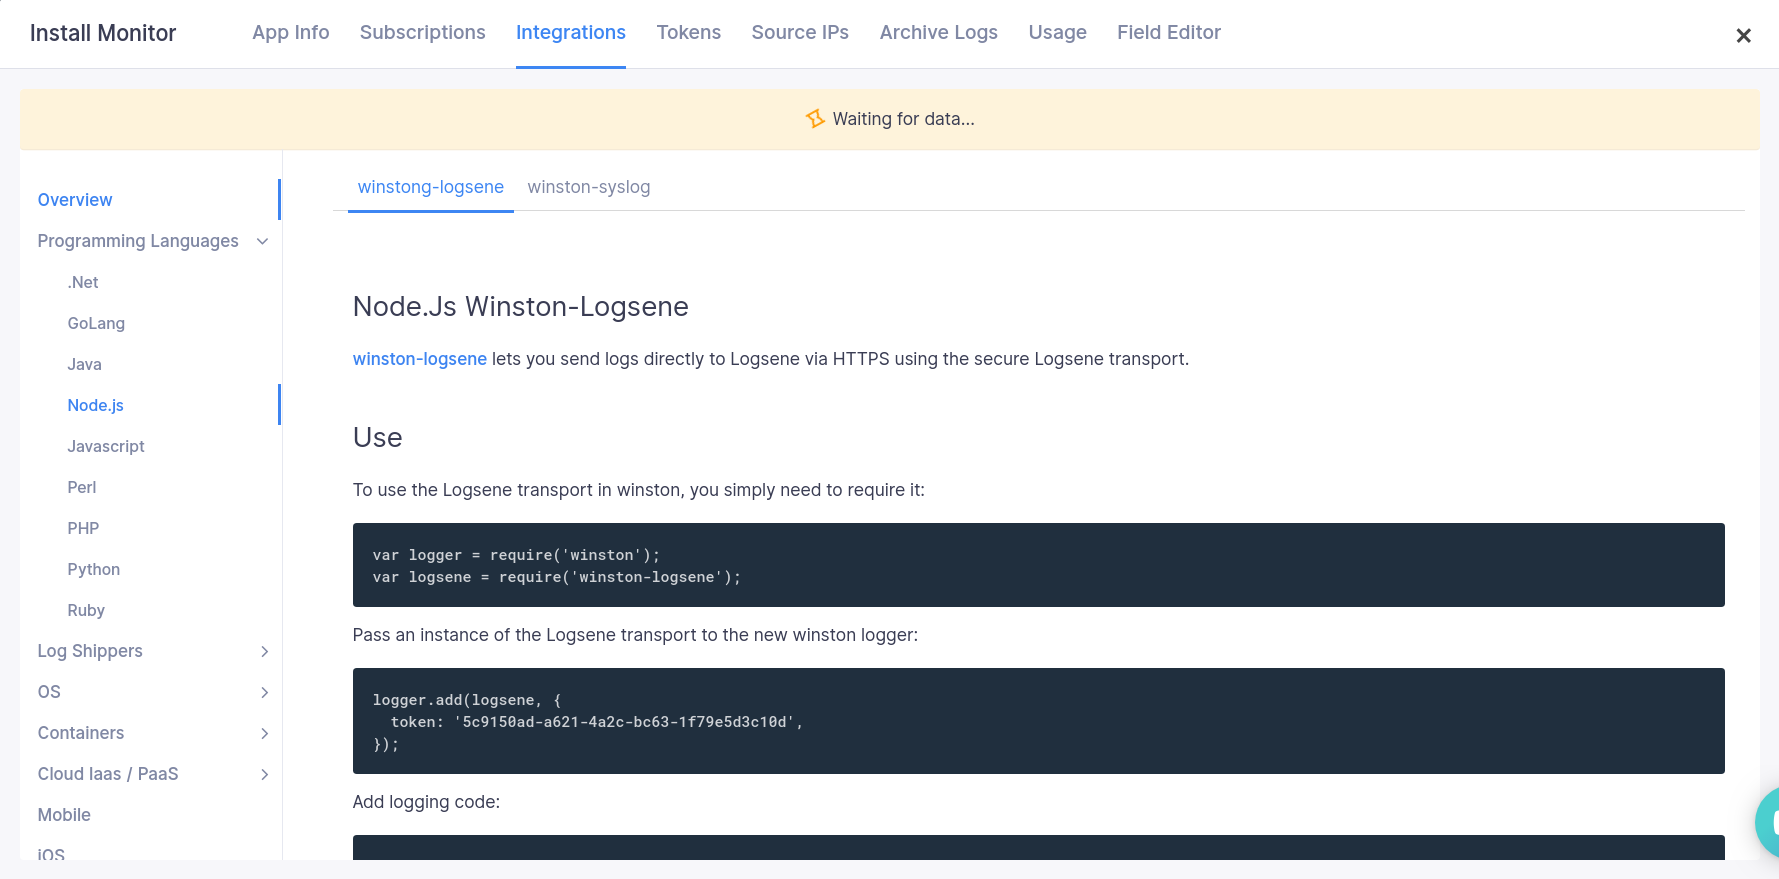 Install Monitor
App Info Subscriptions Integrations Tokens Source IPs Archive Logs Usage Field Editor
Waiting for data...
Overview
Programming Languages
.Net
GoLang
Java
Node.js
Javascript
Perl
PHP
Python
Ruby
Log Shippers
OS
Containers
Cloud Iaas / PaaS
Mobile
iOS
winstong-logsene winston-syslog
Node.Js Winston-Logsene
winston-logsene lets you send logs directly to Logsene via HTTPS using the secure Logsene transport.
Use
To use the Logsene transport in winston, you simply need to require it:
var logger = require('winston');
var logsene = require('winston-logsene');
Pass an instance of the Logsene transport to the new winston logger:
logger.add(logsene, {
  token: '5c9150ad-a621-4a2c-bc63-1f79e5d3c10d',
});
Add logging code: